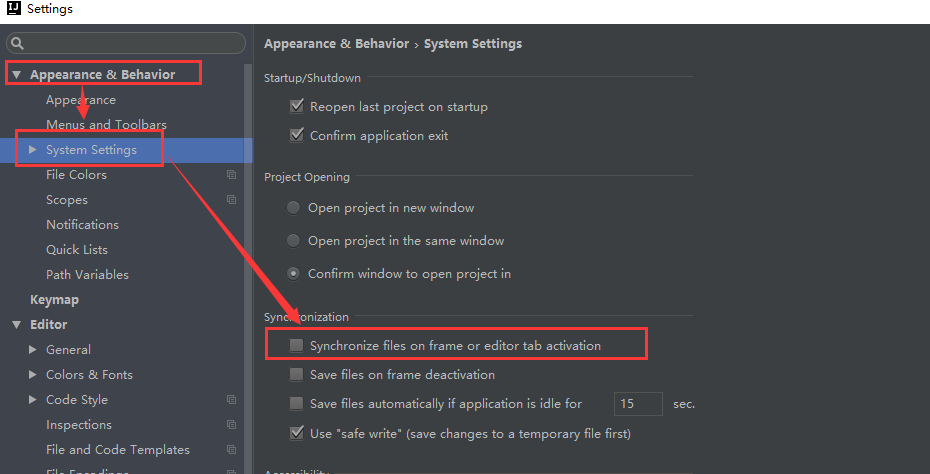 IJ Settings
Appearance & Behavior
Appearance
Menus and Toolbars
System Settings
File Colors
Scopes
Notifications
Quick Lists
Path Variables
Keymap
Editor
General
Colors & Fonts
Code Style
Inspections
File and Code Templates
File Encodings
Appearance & Behavior › System Settings
Startup/Shutdown
Reopen last project on startup
Confirm application exit
Project Opening
Open project in new window
Open project in the same window
Confirm window to open project in
Synchronization
Synchronize files on frame or editor tab activation
Save files on frame deactivation
Save files automatically if application is idle for 15 sec.
Use "safe write" (save changes to a temporary file first)
Accessibility